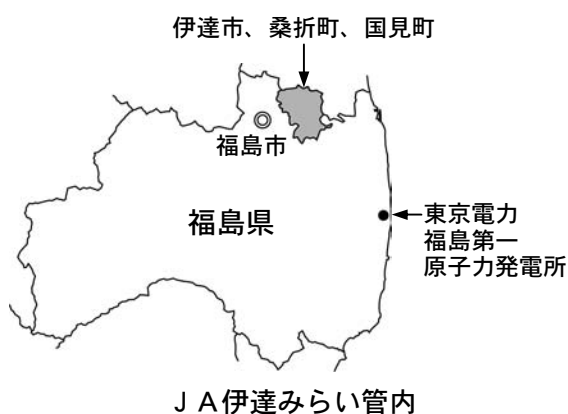 伊達市、桑折町、国見町
福島市
福島県
東京電力
福島第一
原子力発電所
ＪＡ伊達みらい管内